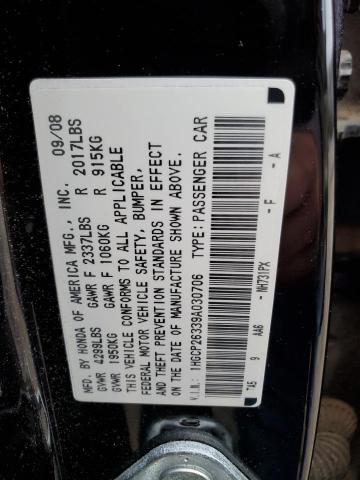 MFD. BY HONDA OF AMERICA MFG., INC. 09/08
GVWR 4299LBS GAWR F 2337LBS R 2017LBS
GVWR 1950KG GAWR F 1060KG R 915KG
THIS VEHICLE CONFORMS TO ALL APPLICABLE
FEDERAL MOTOR VEHICLE SAFETY, BUMPER,
AND THEFT PREVENTION STANDARDS IN EFFECT
ON THE DATE OF MANUFACTURE SHOWN ABOVE.
V.I.N.: 1HGCP26339A030706 TYPE: PASSENGER CAR
9 AA6 NH731PX F - A